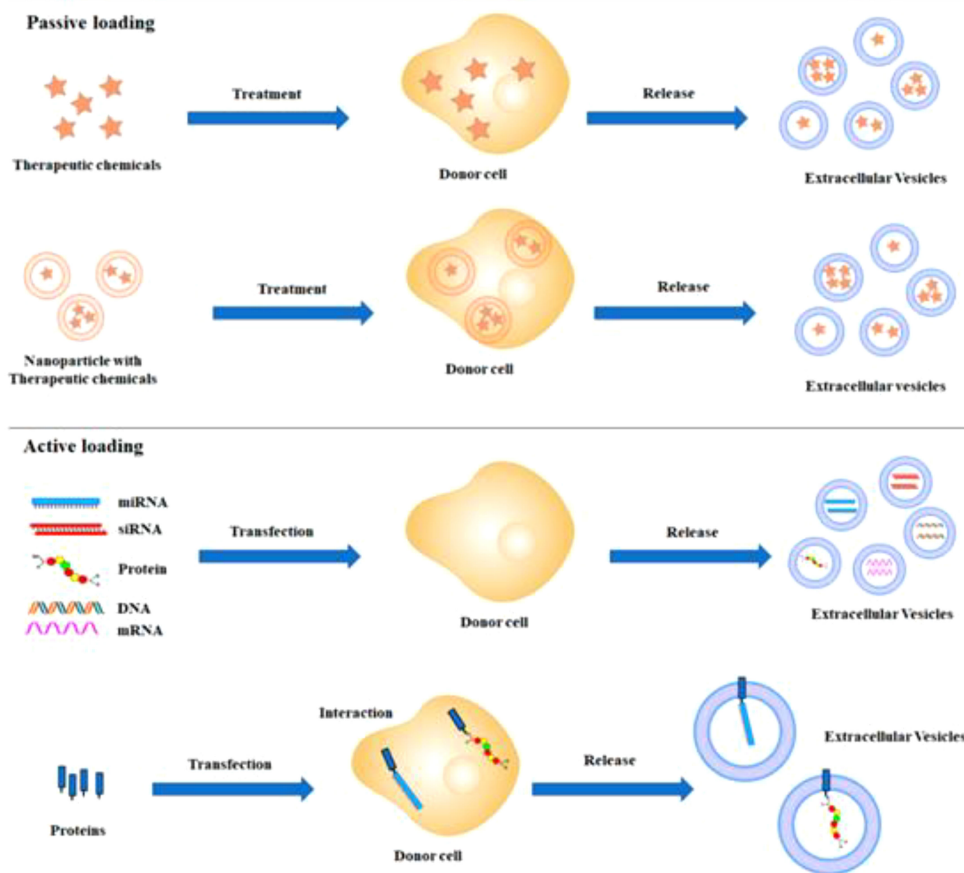 Passive loading
Treatment
Release
Therapeutic chemicals
Donor cell
Extracellular Vesicles
Treatment
Release
Nanoparticle with
Therapeutic chemicals
Donor cell
Extracellular vesicles
Active loading
miRNA
siRNA
Protein
DNA
mRNA
Transfection
Release
Donor cell
Extracellular Vesicles
Interaction
Transfection
Release
Extracellular Vesicles
Proteins
Donor cell